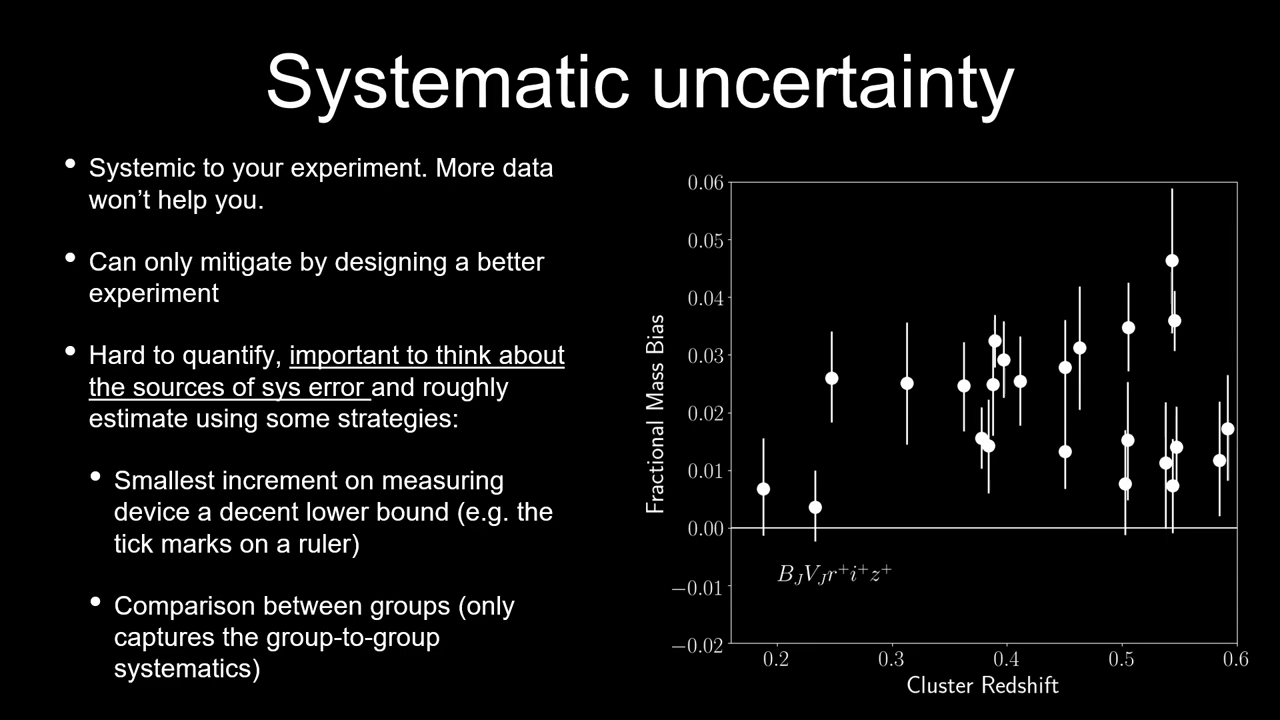 Systematic uncertainty
• Systemic to your experiment. More data
won’t help you.
• Can only mitigate by designing a better
experiment
• Hard to quantify, important to think about
the sources of sys error and roughly
estimate using some strategies:
• Smallest increment on measuring
device a decent lower bound (e.g. the
tick marks on a ruler)
• Comparison between groups (only
captures the group-to-group
systematics)
Fractional Mass Bias
0.06
0.05
0.04
0.03
0.02
0.01
0.00
−0.01
−0.02
B_J V_J r⁺i⁺z⁺
0.2 0.3 0.4 0.5 0.6
Cluster Redshift